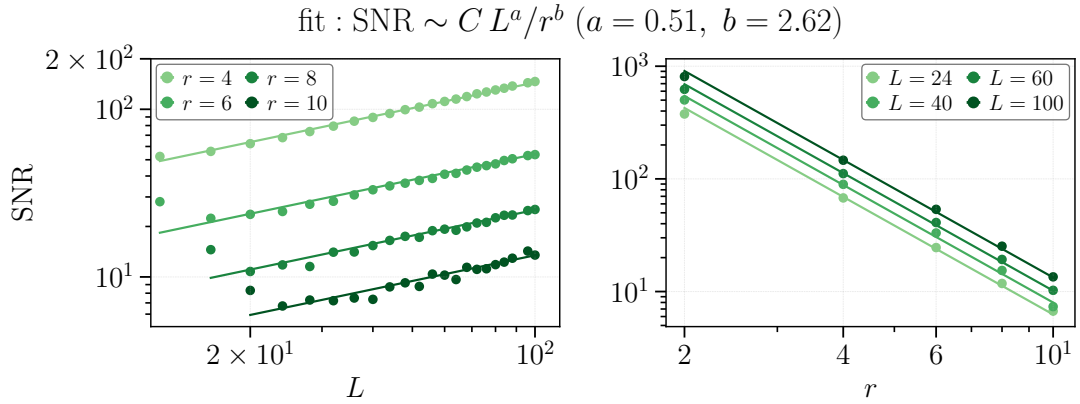 fit : SNR ∼ C L^a/r^b (a = 0.51, b = 2.62)
2 × 10^2
10^2
10^1
SNR
r = 4 r = 8
r = 6 r = 10
2 × 10^1 10^2
L
10^3
10^2
10^1
L = 24 L = 60
L = 40 L = 100
2 4 6 10^1
r